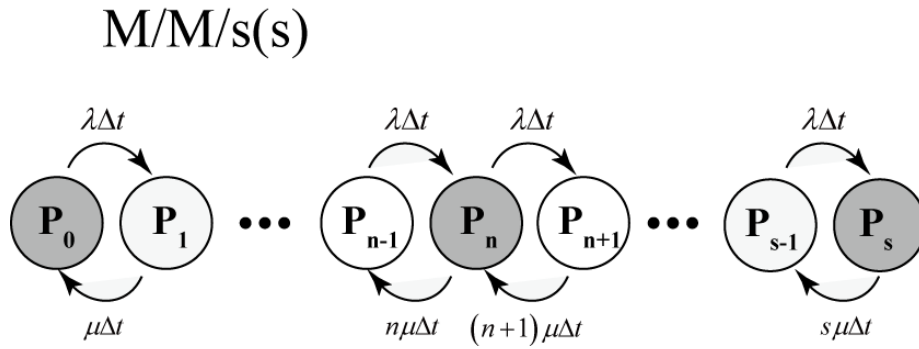 M/M/s(s)
λΔt λΔt λΔt λΔt
P₀ P₁ ••• Pₙ₋₁ Pₙ Pₙ₊₁ ••• Pₛ₋₁ Pₛ
μΔt nμΔt (n+1)μΔt sμΔt